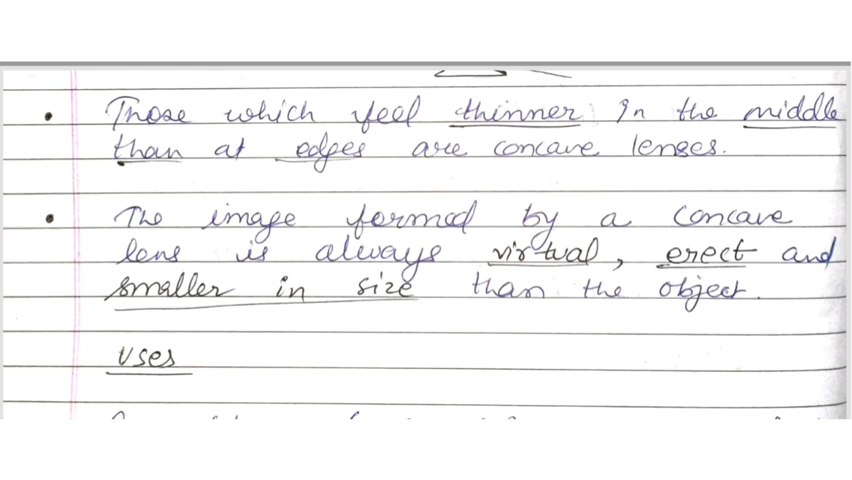 • Those which feel thinner in the middle
than at edges are concave lenses.
• The image formed by a concave
lens is always virtual, erect and
smaller in size than the object.
Uses